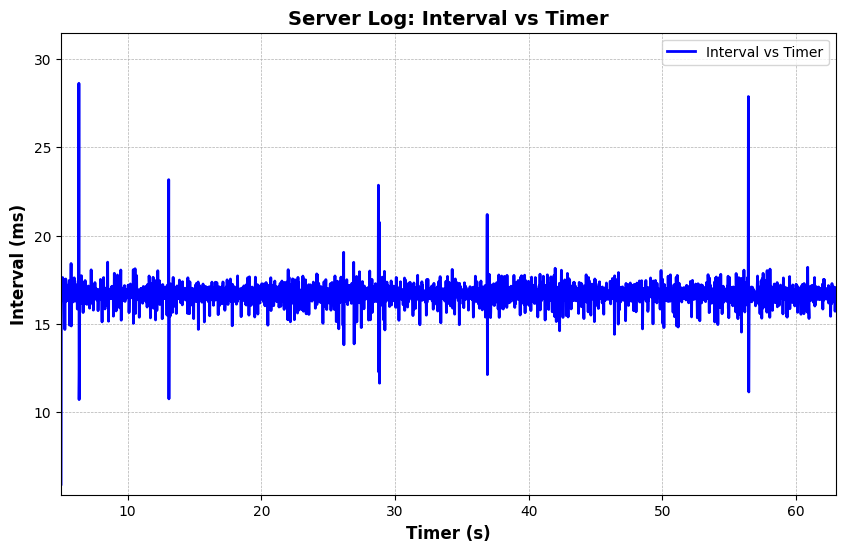 Server Log: Interval vs Timer
Interval vs Timer
30
25
20
15
10
Interval (ms)
10 20 30 40 50 60
Timer (s)